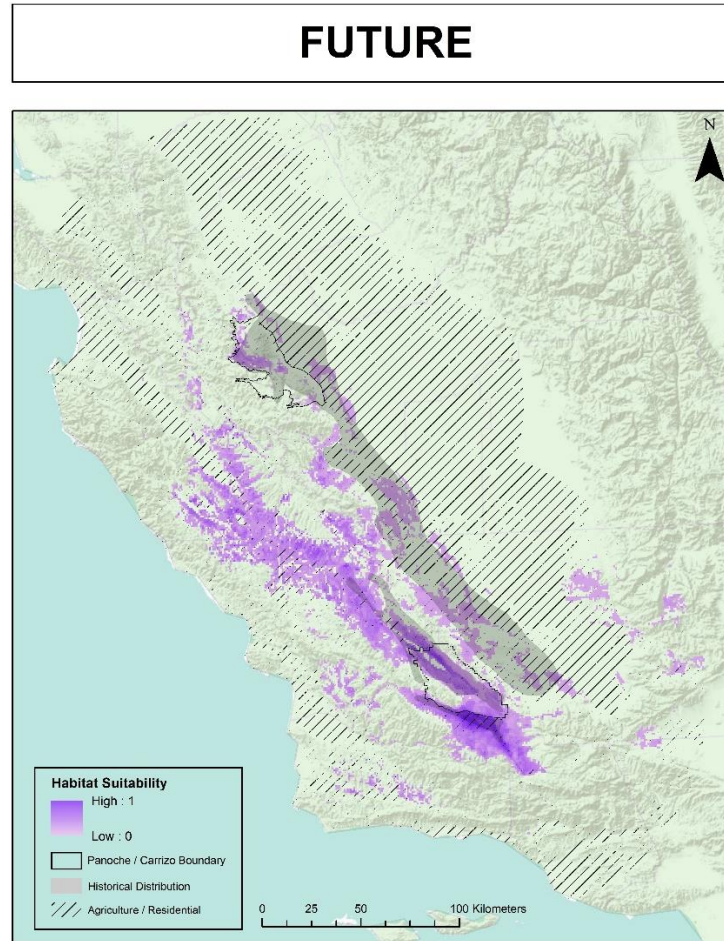 FUTURE
N
Habitat Suitability
High : 1
Low : 0
Panoche / Carrizo Boundary
Historical Distribution
Agriculture / Residential
0 25 50 100 Kilometers